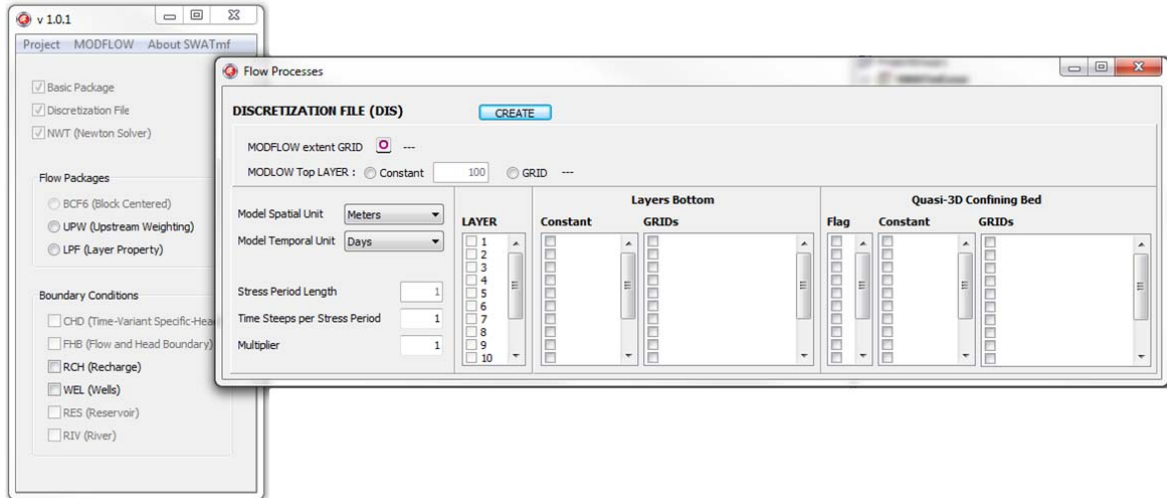 v 1.0.1
Project MODFLOW About SWATmf
Basic Package
Discretization File
NWT (Newton Solver)
Flow Packages
BCF6 (Block Centered)
UPW (Upstream Weighting)
LPF (Layer Property)
Boundary Conditions
CHD (Time-Variant Specific-Hea
FHB (Flow and Head Boundary)
RCH (Recharge)
WEL (Wells)
RES (Reservoir)
RIV (River)
Flow Processes
DISCRETIZATION FILE (DIS) CREATE
MODFLOW extent GRID O ---
MODLOW Top LAYER : Constant 100 GRID ---
Model Spatial Unit Meters
Model Temporal Unit Days
Stress Period Length 1
Time Steeps per Stress Period 1
Multiplier 1
LAYER
1
2
3
4
5
6
7
8
9
10
Layers Bottom
Constant GRIDs
Quasi-3D Confining Bed
Flag Constant GRIDs